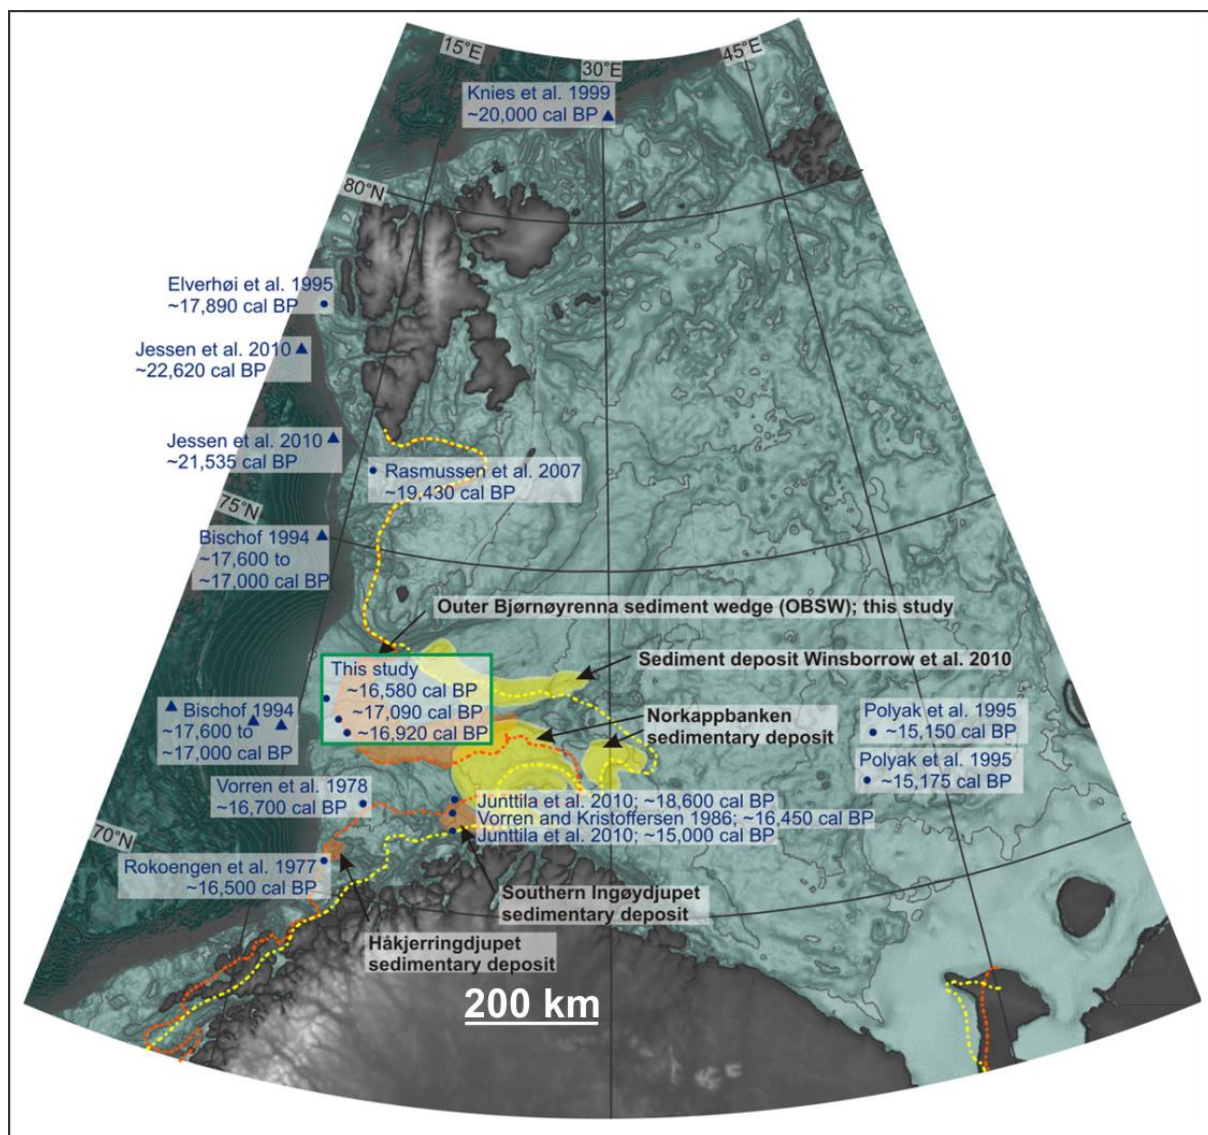 15°E
30°E
45°E
Knies et al. 1999
~20,000 cal BP
80°N
Elverhøi et al. 1995
~17,890 cal BP
Jessen et al. 2010
~22,620 cal BP
Jessen et al. 2010
~21,535 cal BP
Rasmussen et al. 2007
~19,430 cal BP
75°N
Bischof 1994
~17,600 to
~17,000 cal BP
Outer Bjørnøyrenna sediment wedge (OBSW); this study
Sediment deposit Winsborrow et al. 2010
This study
~16,580 cal BP
~17,090 cal BP
~16,920 cal BP
Bischof 1994
~17,600 to
~17,000 cal BP
Norkappbanken
sedimentary deposit
Polyak et al. 1995
~15,150 cal BP
Polyak et al. 1995
~15,175 cal BP
Vorren et al. 1978
~16,700 cal BP
Junttila et al. 2010; ~18,600 cal BP
Vorren and Kristoffersen 1986; ~16,450 cal BP
Junttila et al. 2010; ~15,000 cal BP
70°N
Rokoengen et al. 1977
~16,500 cal BP
Southern Ingøydjupet
sedimentary deposit
Håkjerringdjupet
sedimentary deposit
200 km